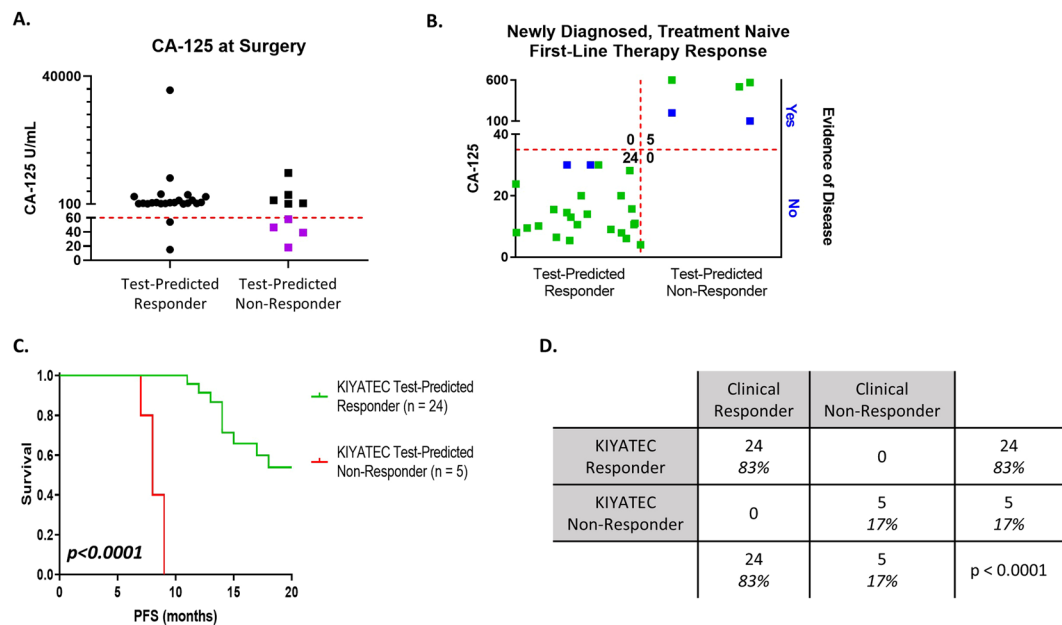 A.
CA-125 at Surgery
40000
100
60
40
20
0
CA-125 U/mL
Test-Predicted
Responder
Test-Predicted
Non-Responder
B.
Newly Diagnosed, Treatment Naive
First-Line Therapy Response
600
100
40
20
0
CA-125
0 5
24 0
Yes
No
Evidence of Disease
Test-Predicted
Responder
Test-Predicted
Non-Responder
C.
1.0
0.8
0.6
0.4
0.2
0.0
Survival
p<0.0001
0 5 10 15 20
PFS (months)
KIYATEC Test-Predicted
Responder (n = 24)
KIYATEC Test-Predicted
Non-Responder (n = 5)
D.
Clinical
Responder
Clinical
Non-Responder
KIYATEC
Responder
24
83%
0
24
83%
KIYATEC
Non-Responder
0
5
17%
5
17%
24
83%
5
17%
p < 0.0001